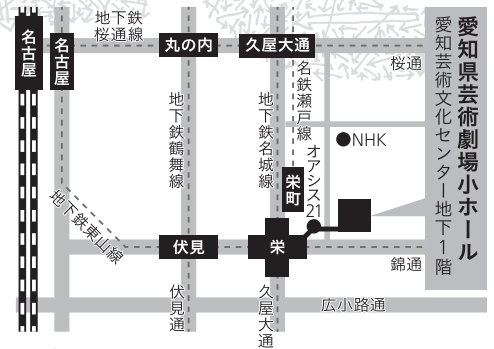 愛知県芸術劇場小ホール
愛知芸術文化センター地下1階
地下鉄
桜通線
名古屋
名古屋
丸の内
久屋大通
桜通
名鉄瀬戸線
地下鉄鶴舞線
地下鉄名城線
NHK
オアシス21
栄町
地下鉄東山線
伏見
栄
錦通
伏見通
久屋大通
広小路通